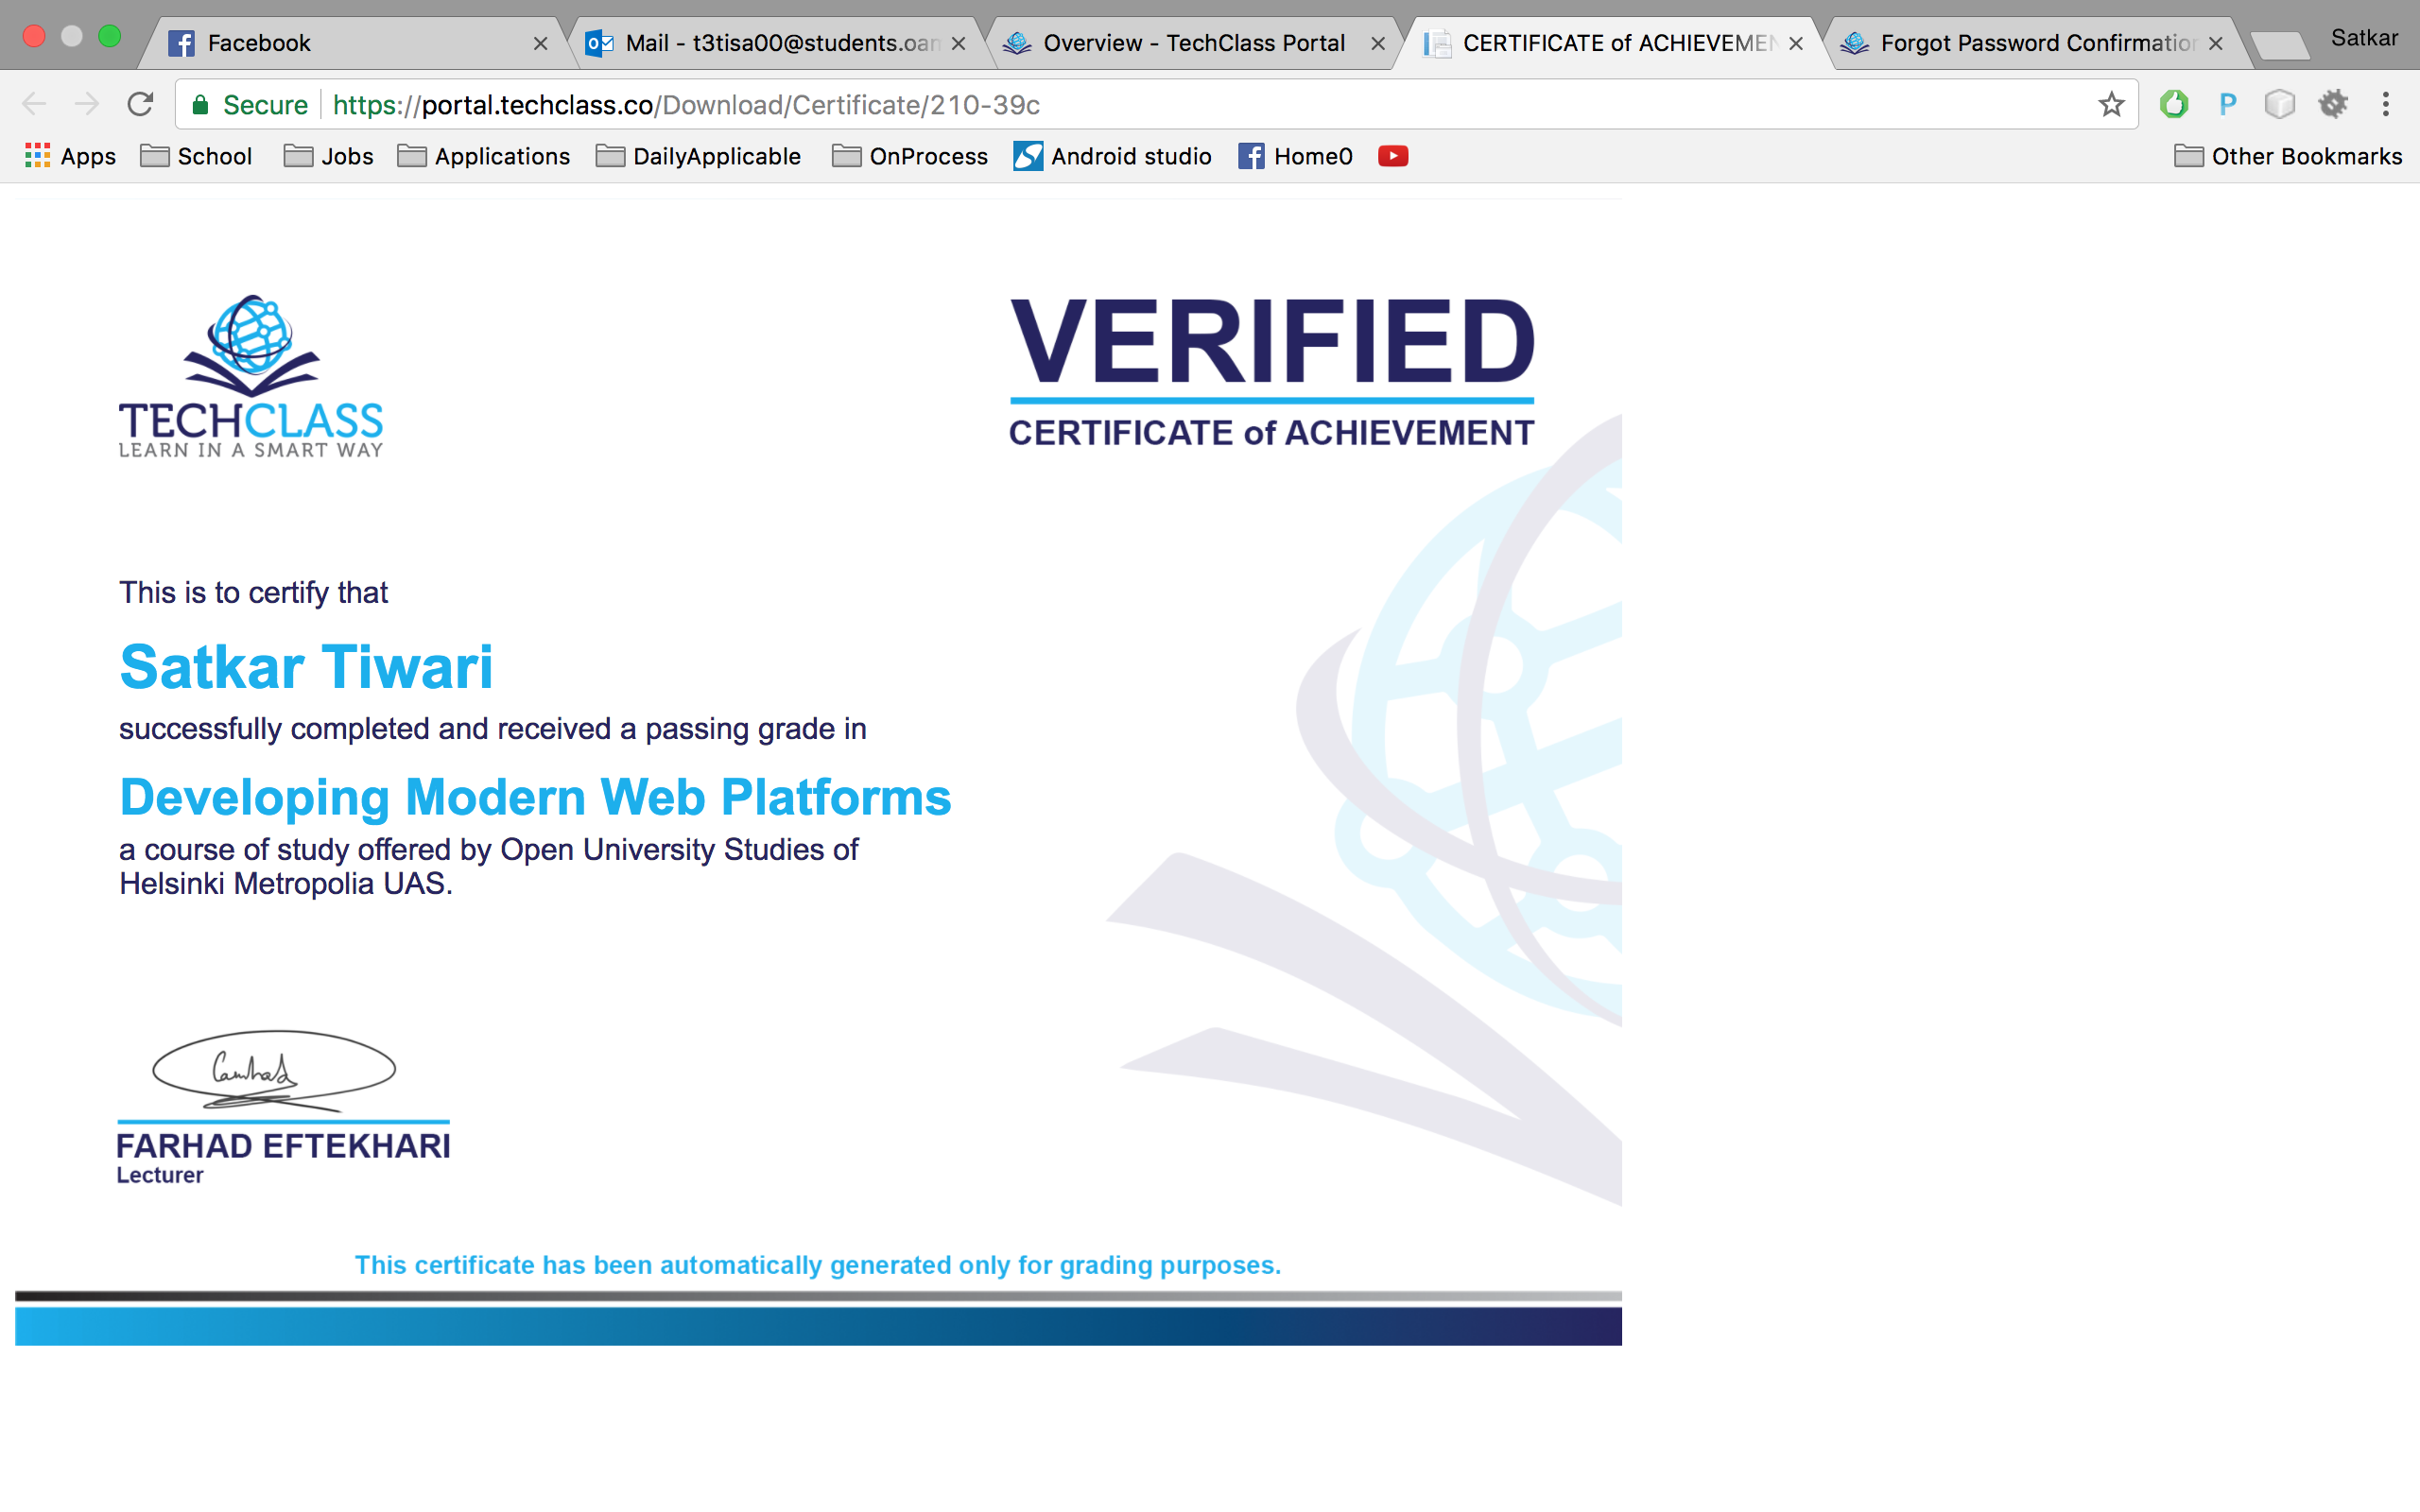 Facebook
Mail - t3tisa00@students.oam
Overview - TechClass Portal
CERTIFICATE of ACHIEVEMEN
Forgot Password Confirmation
Satkar
Secure https://portal.techclass.co/Download/Certificate/210-39c
Apps School Jobs Applications DailyApplicable OnProcess Android studio Home0 Other Bookmarks
TECHCLASS
LEARN IN A SMART WAY
VERIFIED
CERTIFICATE of ACHIEVEMENT
This is to certify that
Satkar Tiwari
successfully completed and received a passing grade in
Developing Modern Web Platforms
a course of study offered by Open University Studies of
Helsinki Metropolia UAS.
FARHAD EFTEKHARI
Lecturer
This certificate has been automatically generated only for grading purposes.